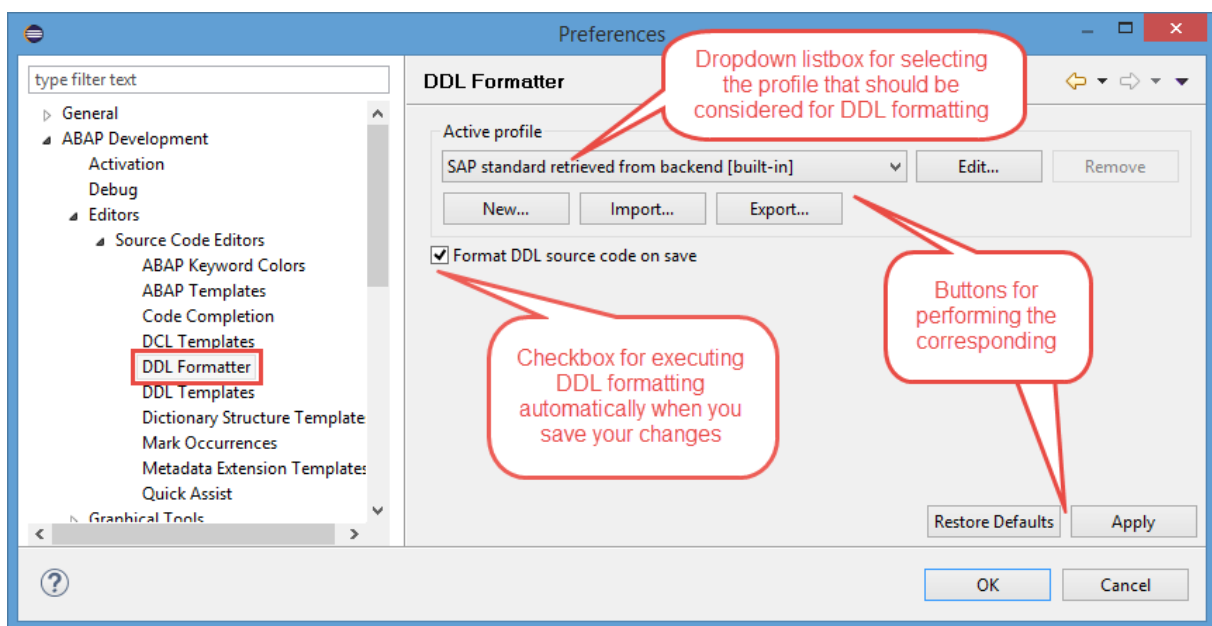 Preferences
type filter text
General
ABAP Development
Activation
Debug
Editors
Source Code Editors
ABAP Keyword Colors
ABAP Templates
Code Completion
DCL Templates
DDL Formatter
DDL Templates
Dictionary Structure Template
Mark Occurrences
Metadata Extension Templates
Quick Assist
Graphical Tools
DDL Formatter
Dropdown listbox for selecting
the profile that should be
considered for DDL formatting
Active profile
SAP standard retrieved from backend [built-in]
Edit...
Remove
New...
Import...
Export...
Format DDL source code on save
Buttons for
performing the
corresponding
Checkbox for executing
DDL formatting
automatically when you
save your changes
Restore Defaults
Apply
OK
Cancel